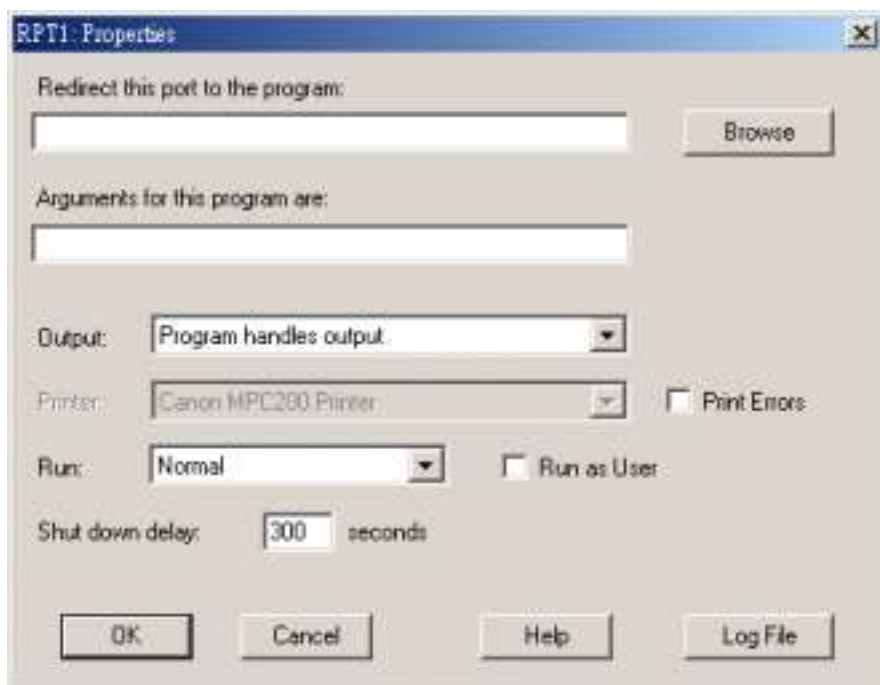 RPT1: Properties
Redirect this port to the program:
Browse
Arguments for this program are:
Output: Program handles output
Printer: Canon MPC200 Printer Print Errors
Run: Normal Run as User
Shut down delay: 300 seconds
OK Cancel Help Log File